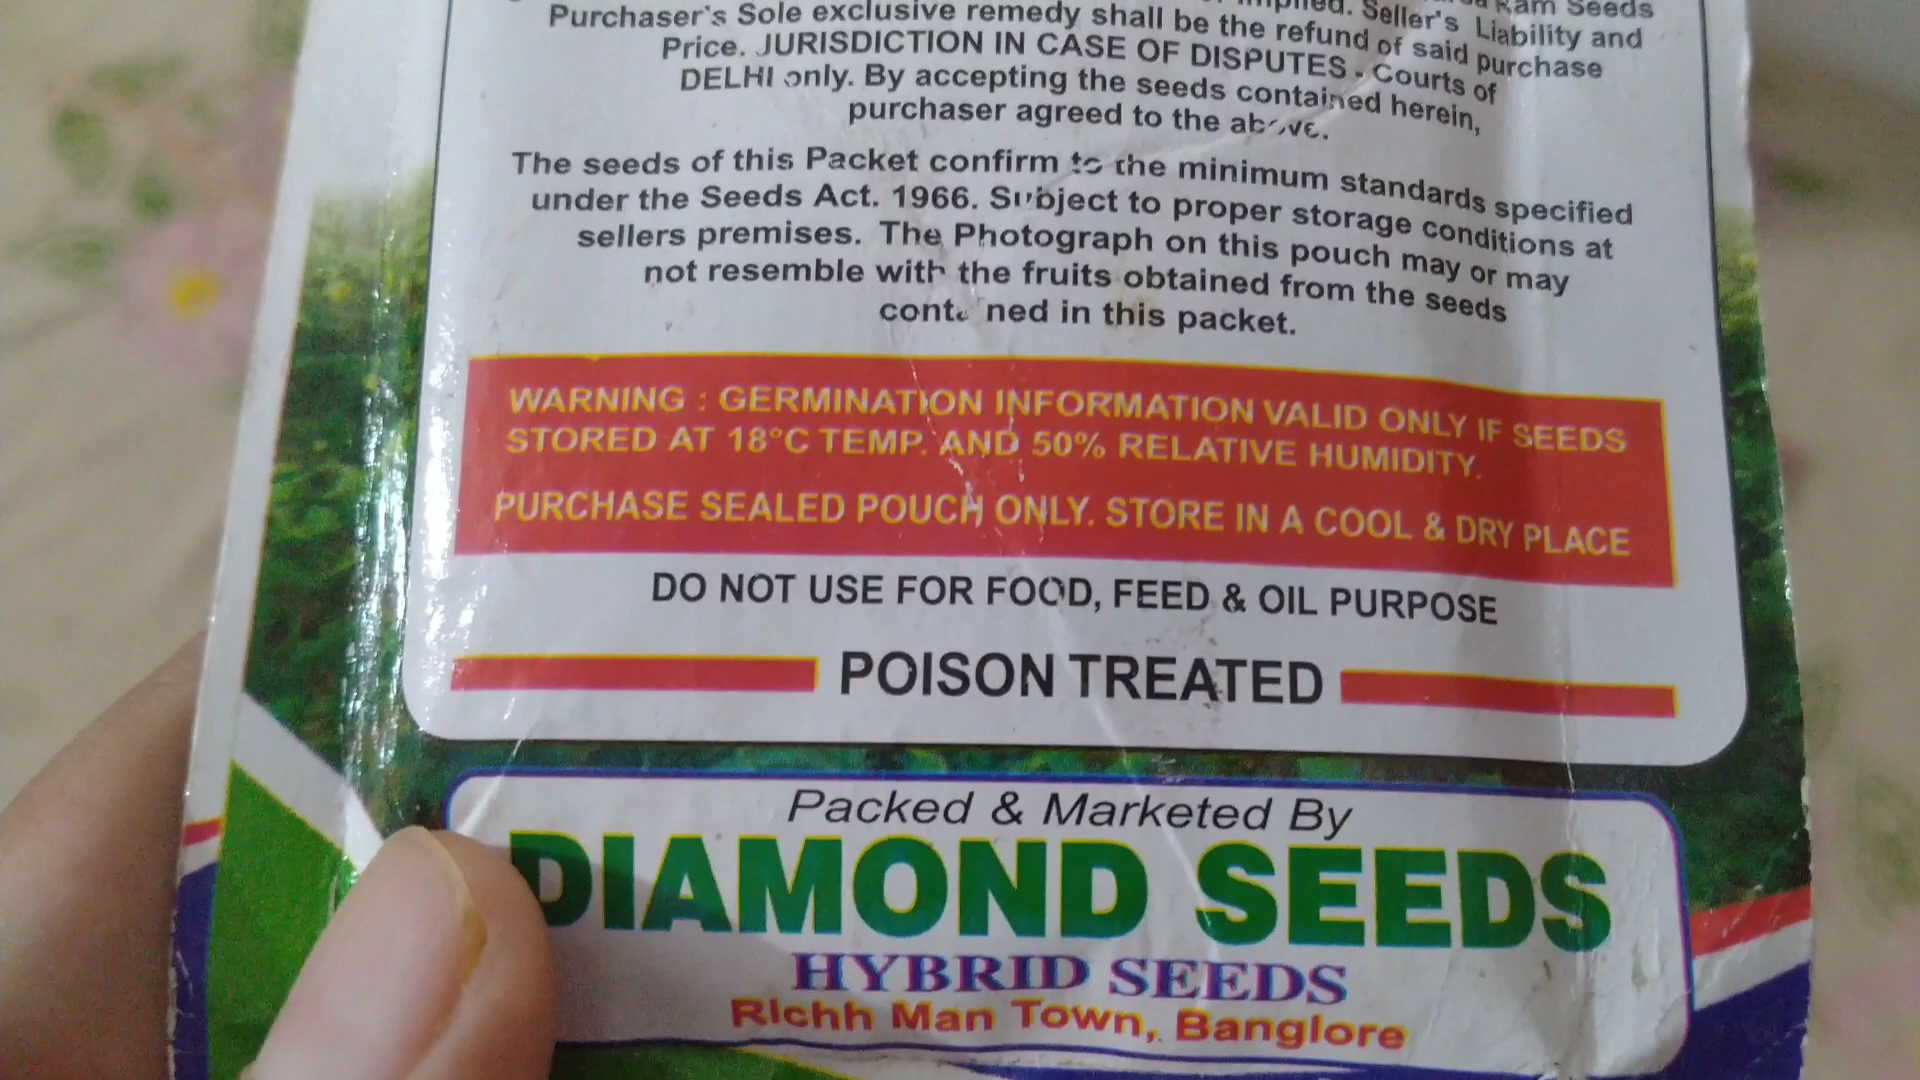 Ram Seeds
implied. Seller's Liability and
Purchaser's Sole exclusive remedy shall be the refund of said purchase
Price. JURISDICTION IN CASE OF DISPUTES - Courts of
DELHI only. By accepting the seeds contained herein,
purchaser agreed to the above.
The seeds of this Packet confirm to the minimum standards specified
under the Seeds Act. 1966. Subject to proper storage conditions at
sellers premises. The Photograph on this pouch may or may
not resemble with the fruits obtained from the seeds
contained in this packet.
WARNING : GERMINATION INFORMATION VALID ONLY IF SEEDS
STORED AT 18°C TEMP. AND 50% RELATIVE HUMIDITY.
PURCHASE SEALED POUCH ONLY. STORE IN A COOL & DRY PLACE
DO NOT USE FOR FOOD, FEED & OIL PURPOSE
POISON TREATED
Packed & Marketed By
DIAMOND SEEDS
HYBRID SEEDS
RIchh Man Town, Banglore